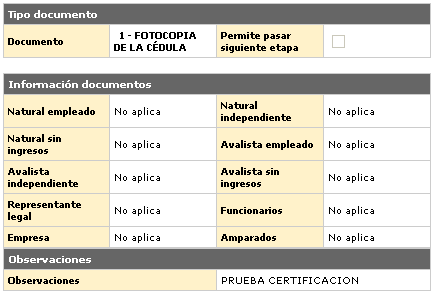 Tipo documento
Documento 1 - FOTOCOPIA DE LA CÉDULA Permite pasar siguiente etapa
Información documentos
Natural empleado No aplica Natural independiente No aplica
Natural sin ingresos No aplica Avalista empleado No aplica
Avalista independiente No aplica Avalista sin ingresos No aplica
Representante legal No aplica Funcionarios No aplica
Empresa No aplica Amparados No aplica
Observaciones
Observaciones PRUEBA CERTIFICACION